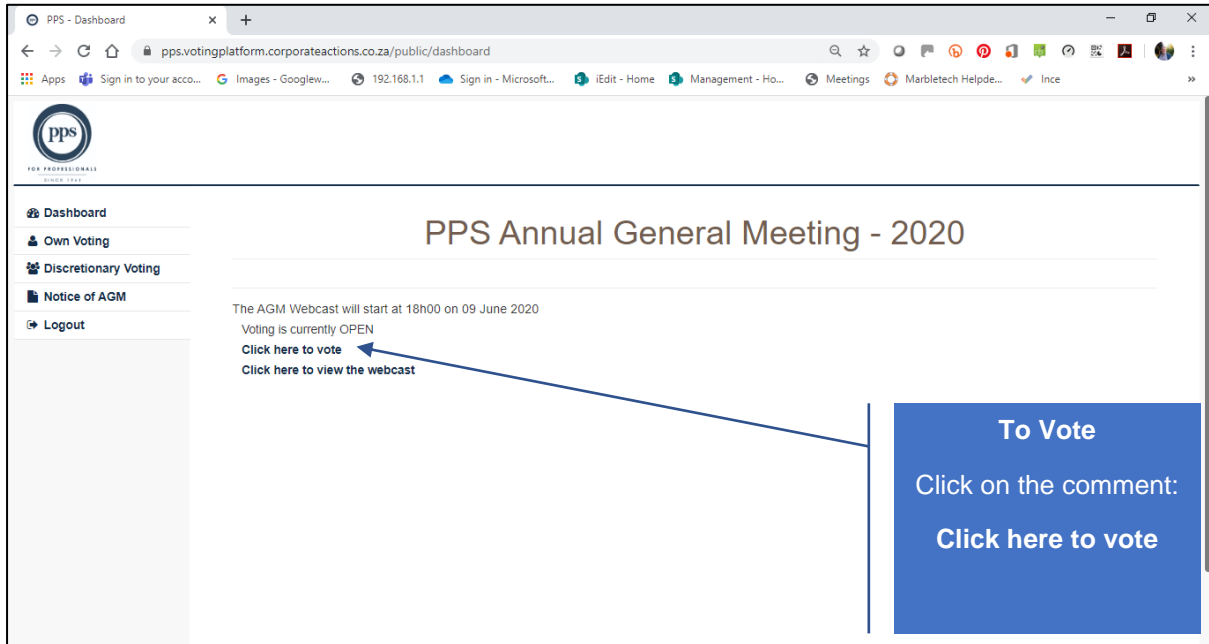 PPS - Dashboard
pps.votingplatform.corporateactions.co.za/public/dashboard
Apps Sign in to your acco... Images - Googlew... 192.168.1.1 Sign in - Microsoft... iEdit - Home Management - Ho... Meetings Marbletech Helpde... Ince
pps
FOR PROFESSIONALS
Dashboard
Own Voting
Discretionary Voting
Notice of AGM
Logout
PPS Annual General Meeting - 2020
The AGM Webcast will start at 18h00 on 09 June 2020
Voting is currently OPEN
Click here to vote
Click here to view the webcast
To Vote
Click on the comment:
Click here to vote